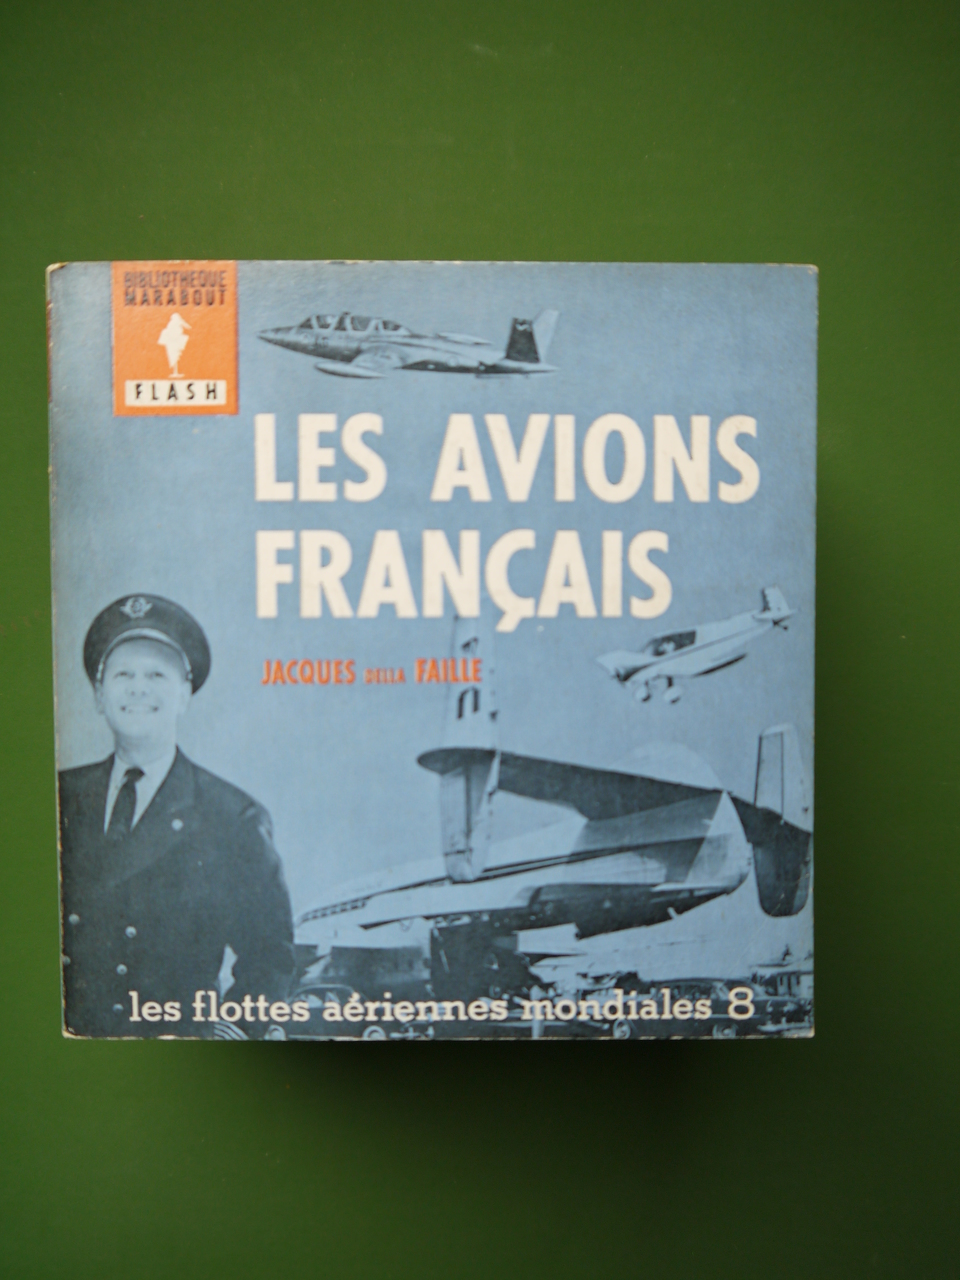 BIBLIOTHEQUE
MARABOUT
FLASH
LES AVIONS
FRANÇAIS
JACQUES DELLA FAILLE
les flottes aériennes mondiales 8